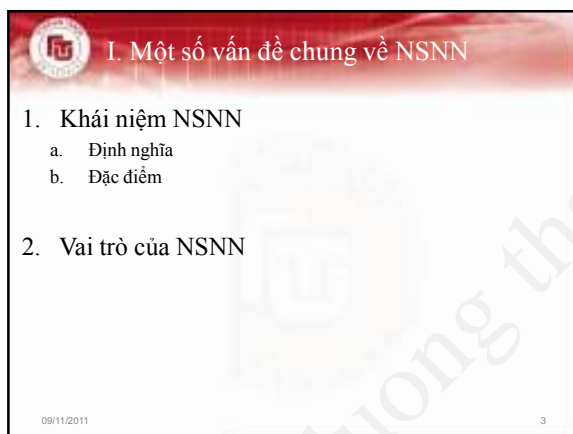 I. Một số vấn đề chung về NSNN
1. Khái niệm NSNN
a. Định nghĩa
b. Đặc điểm
2. Vai trò của NSNN
09/11/2011
3